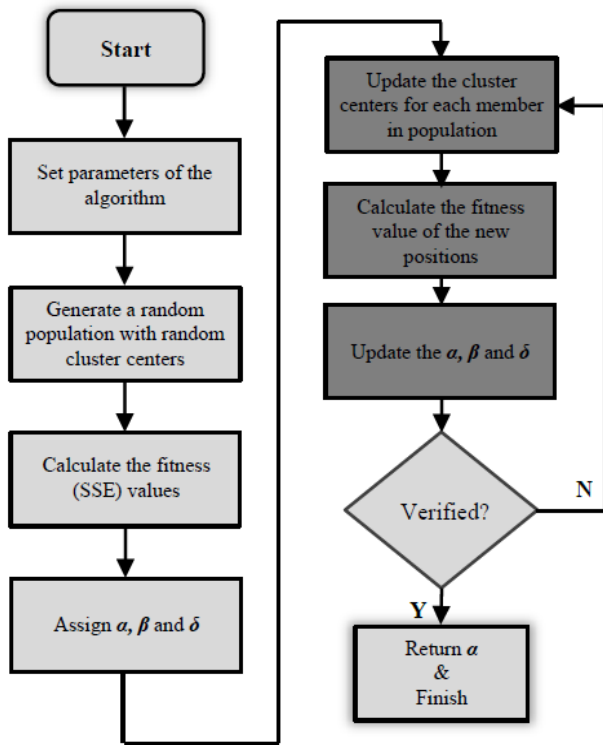 Start
Set parameters of the
algorithm
Generate a random
population with random
cluster centers
Calculate the fitness
(SSE) values
Assign α, β and δ
Update the cluster
centers for each member
in population
Calculate the fitness
value of the new
positions
Update the α, β and δ
Verified?
N
Y
Return α
&
Finish